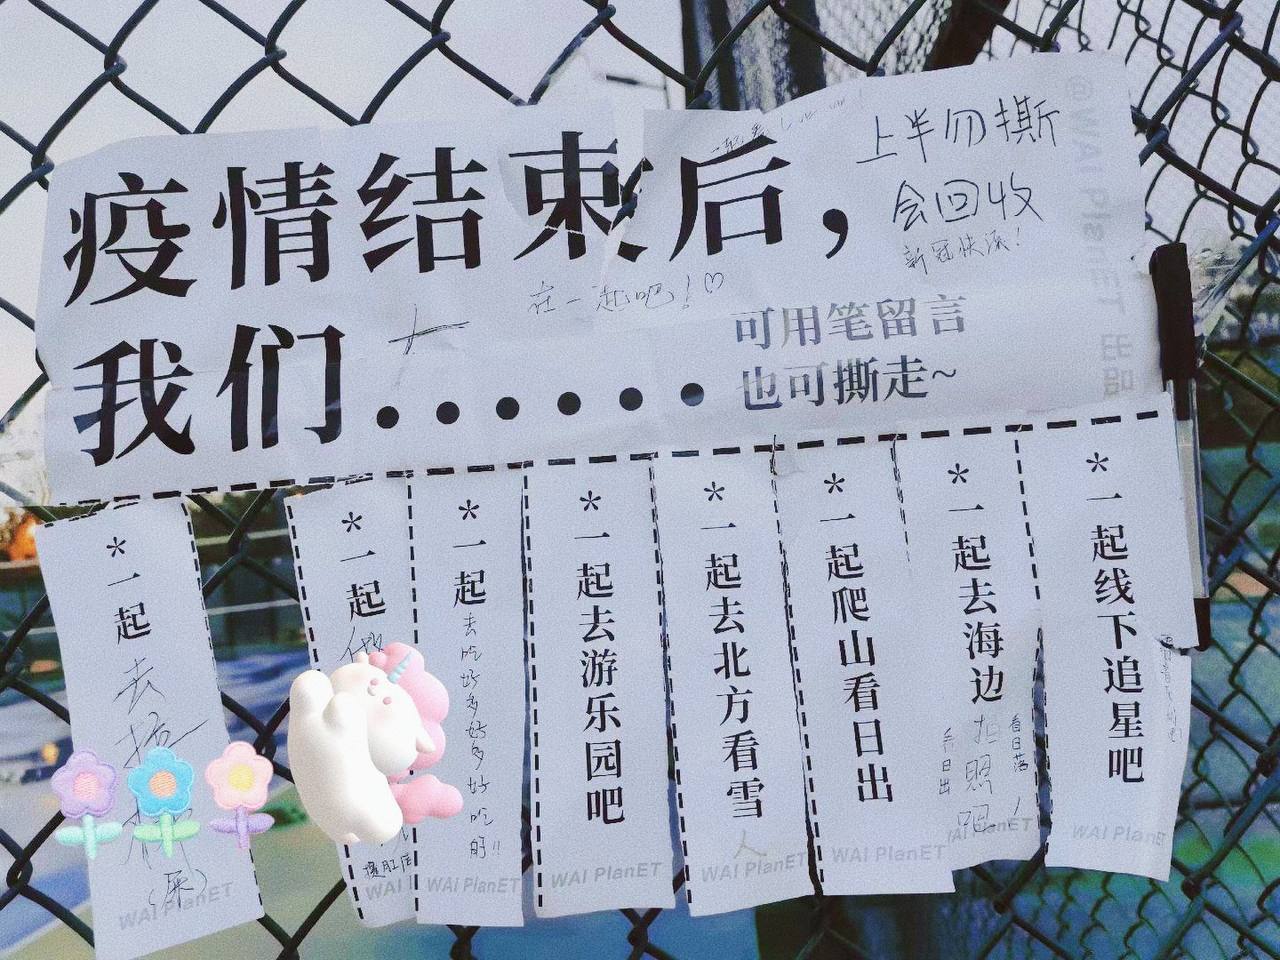 疫情结束后，
上半勿撕
会回收
新冠快滚！
在一起吧！♡
我们······
可用笔留言
也可撕走~
@WAI PlanET 出品
*一起去
(尿)
WAI PlanET
*一起
WAI
*一起去吃好多好多好吃的!!
WAI PlanET
*一起去游乐园吧
WAI PlanET
*一起去北方看雪
人
WAI PlanET
*一起爬山看日出
WAI PlanET
*一起去海边拍照吧！
看日出
看日落
WAI PlanET
*一起线下追星吧
WAI PlanET